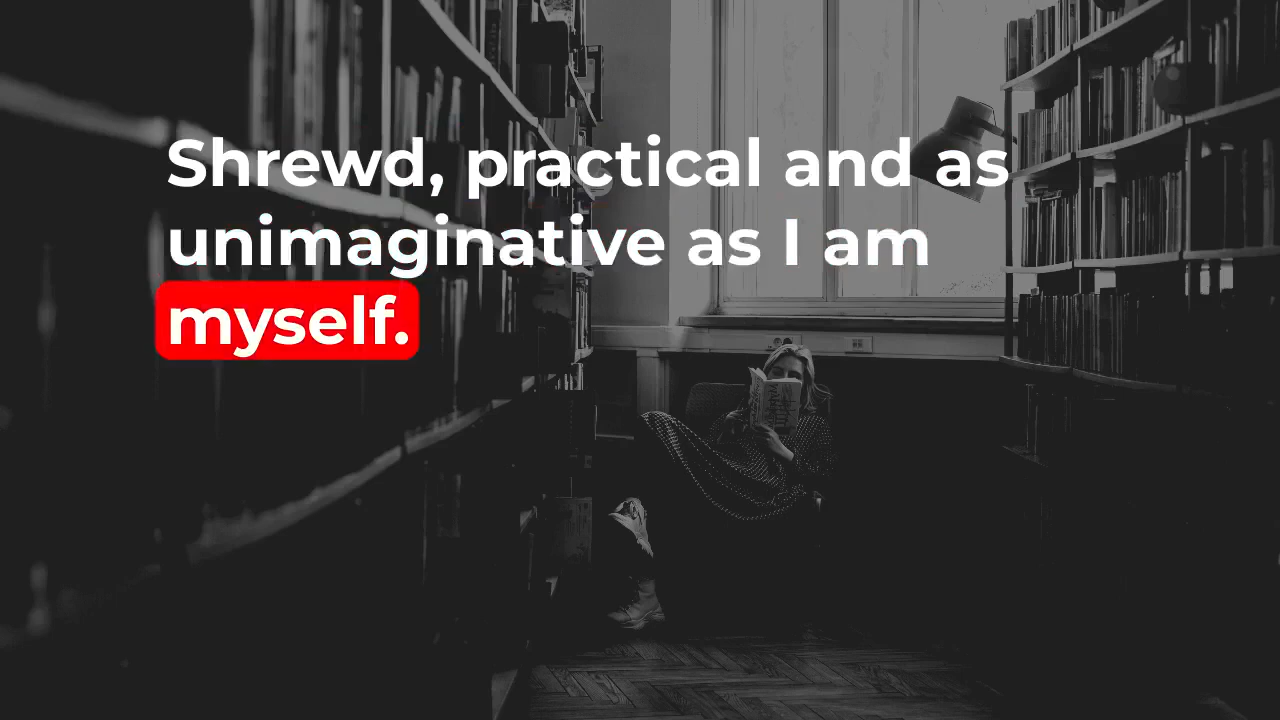 Shrewd, practical and as
unimaginative as I am
myself.